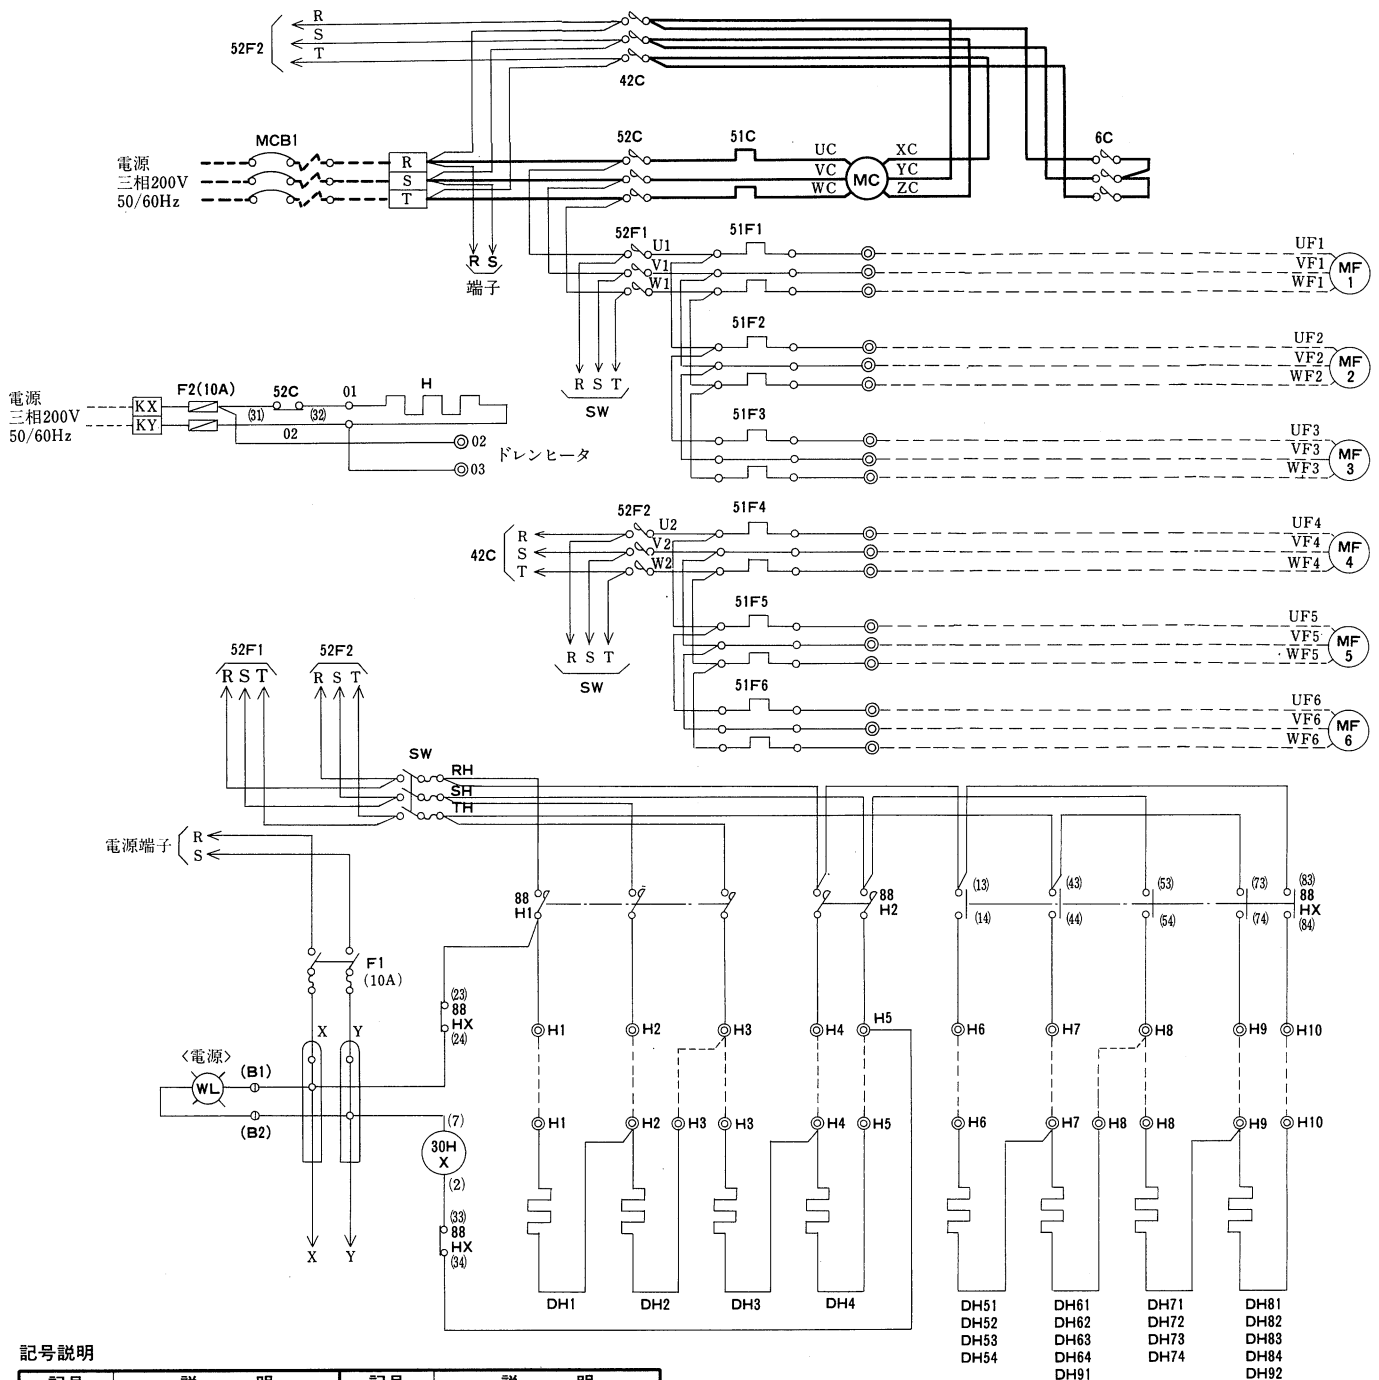 R
S
T
52F2
42C
MCB1
52C
51C
6C
電源
三相200V
50/60Hz
R
S
T
UC
VC
WC
MC
XC
YC
ZC
R S
端子
52F1
U1
V1
W1
51F1
UF1
VF1
WF1
MF
1
R S T
SW
51F2
UF2
VF2
WF2
MF
2
51F3
UF3
VF3
WF3
MF
3
電源
三相200V
50/60Hz
KX
KY
F2(10A)
52C
(31)
(32)
01
H
02
02
03
ドレンヒータ
42C
R
S
T
52F2
U2
V2
W2
51F4
UF4
VF4
WF4
MF
4
R S T
SW
51F5
UF5
VF5
WF5
MF
5
51F6
UF6
VF6
WF6
MF
6
52F1
R S T
52F2
R S T
SW
RH
SH
TH
電源端子
R
S
88
H1
88
H2
(13)
(14)
(43)
(44)
(53)
(54)
(73)
(74)
(83)
88
HX
(84)
F1
(10A)
(23)
88
HX
(24)
H1
H2
H3
H4
H5
H6
H7
H8
H9
H10
X
Y
〈電源〉
WL
(B1)
(B2)
(7)
30H
X
(2)
H1
H2
H3
H3
H4
H5
H6
H7
H8
H8
H9
H10
(33)
88
HX
(34)
X
Y
DH1
DH2
DH3
DH4
DH51
DH52
DH53
DH54
DH61
DH62
DH63
DH64
DH91
DH71
DH72
DH73
DH74
DH81
DH82
DH83
DH84
DH92
記号説明
記号 説 明 記号 説 明